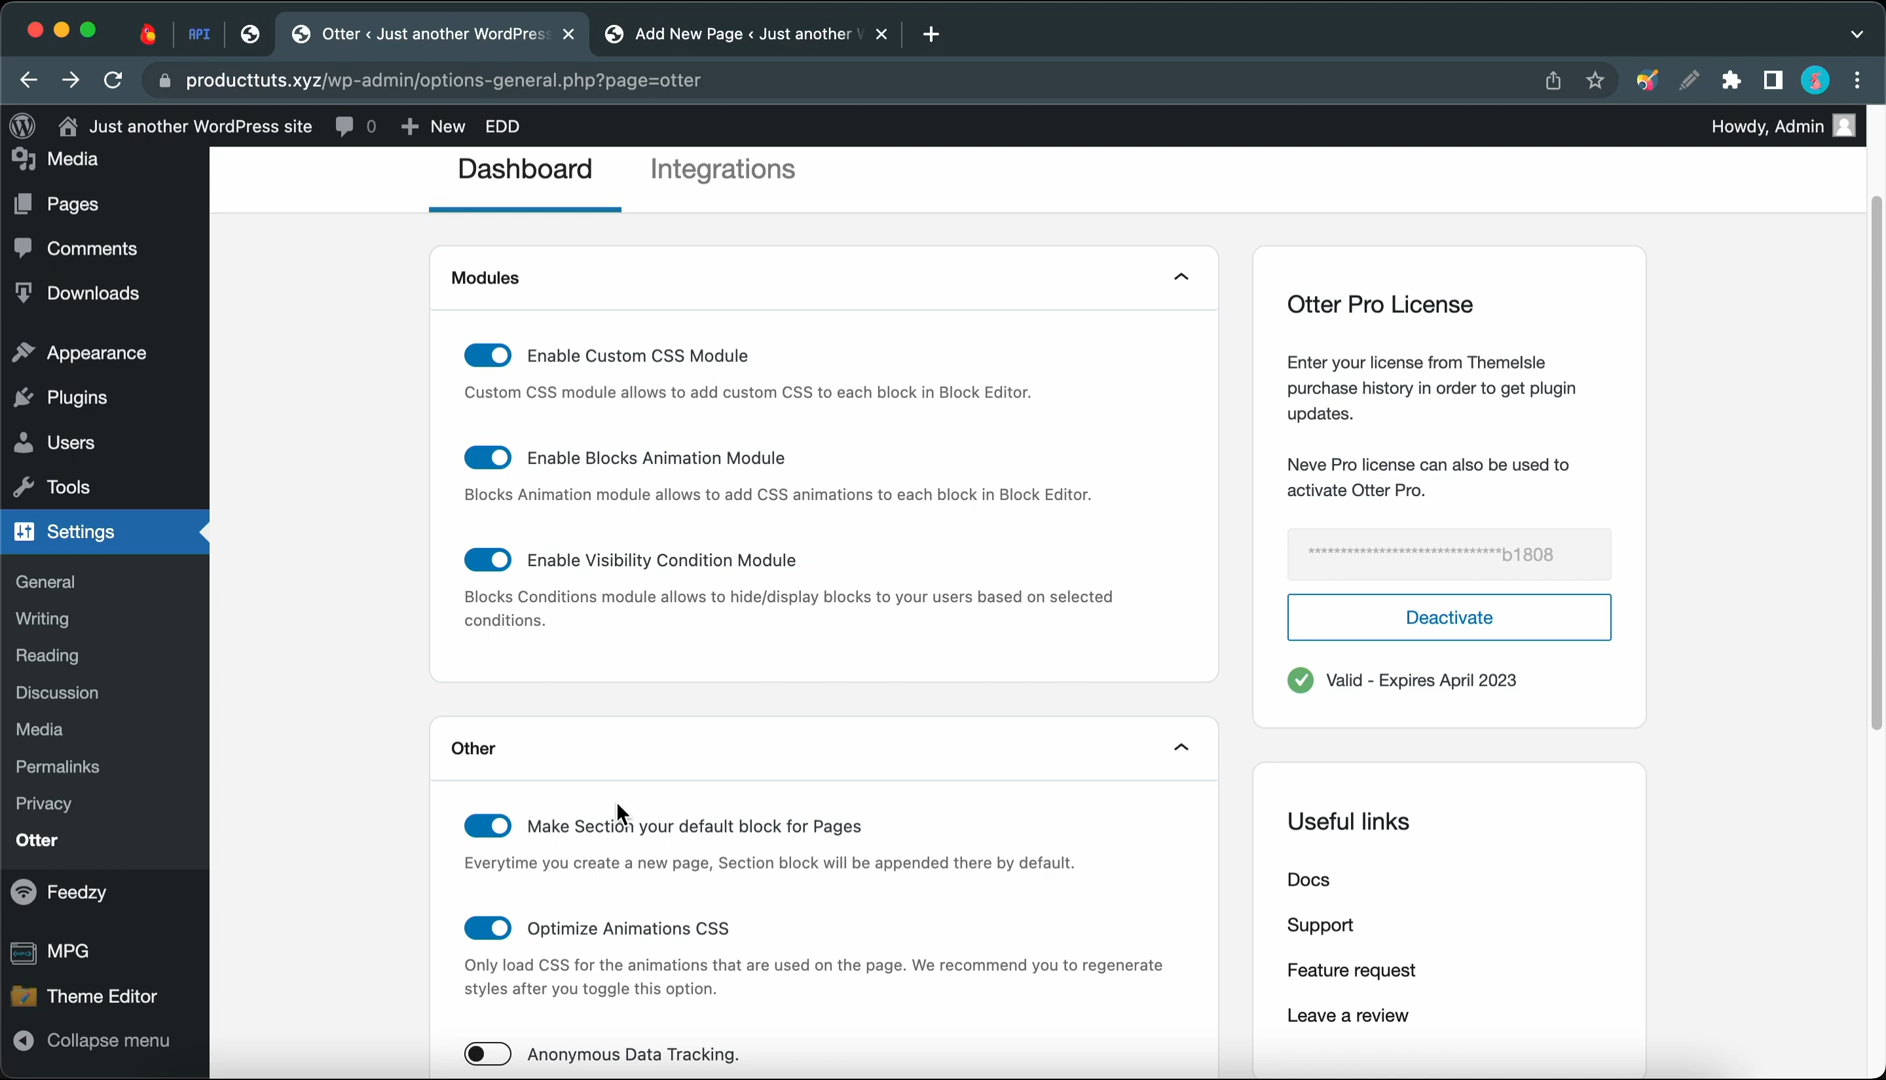 API
Otter ‹ Just another WordPress
Add New Page ‹ Just another W
producttuts.xyz/wp-admin/options-general.php?page=otter
Just another WordPress site
0
New
EDD
Howdy, Admin
Media
Pages
Comments
Downloads
Appearance
Plugins
Users
Tools
Settings
General
Writing
Reading
Discussion
Media
Permalinks
Privacy
Otter
Feedzy
MPG
Theme Editor
Collapse menu
Dashboard
Integrations
Modules
Enable Custom CSS Module
Custom CSS module allows to add custom CSS to each block in Block Editor.
Enable Blocks Animation Module
Blocks Animation module allows to add CSS animations to each block in Block Editor.
Enable Visibility Condition Module
Blocks Conditions module allows to hide/display blocks to your users based on selected
conditions.
Other
Make Section your default block for Pages
Everytime you create a new page, Section block will be appended there by default.
Optimize Animations CSS
Only load CSS for the animations that are used on the page. We recommend you to regenerate
styles after you toggle this option.
Anonymous Data Tracking.
Otter Pro License
Enter your license from ThemeIsle
purchase history in order to get plugin
updates.
Neve Pro license can also be used to
activate Otter Pro.
******************************b1808
Deactivate
Valid - Expires April 2023
Useful links
Docs
Support
Feature request
Leave a review